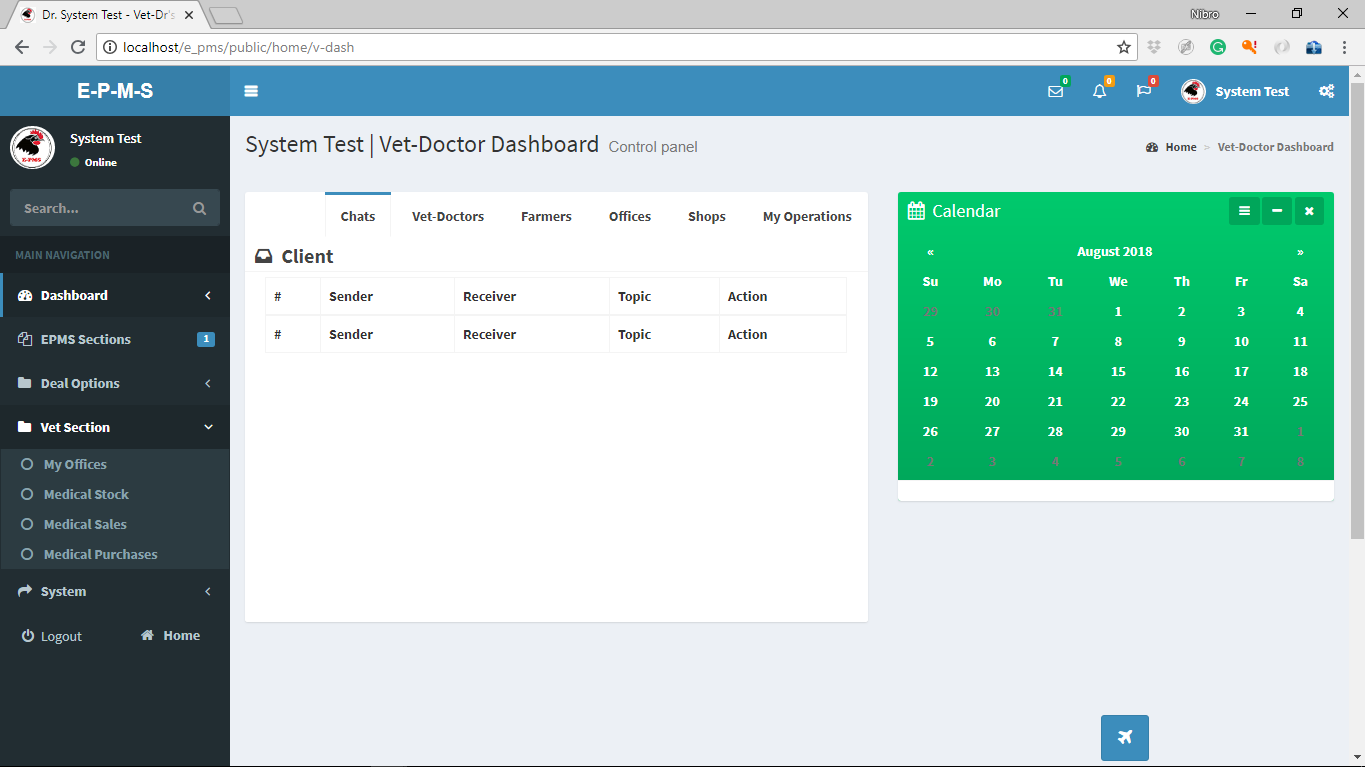 Dr. System Test - Vet-Dr's
Nibro
localhost/e_pms/public/home/v-dash
E-P-M-S
0
0
0
System Test
E-PMS
System Test
Online
System Test | Vet-Doctor Dashboard Control panel
Home > Vet-Doctor Dashboard
Search...
MAIN NAVIGATION
Dashboard
EPMS Sections 1
Deal Options
Vet Section
My Offices
Medical Stock
Medical Sales
Medical Purchases
System
Logout Home
Chats Vet-Doctors Farmers Offices Shops My Operations
Client
# Sender Receiver Topic Action
# Sender Receiver Topic Action
Calendar
« August 2018 »
Su Mo Tu We Th Fr Sa
29 30 31 1 2 3 4
5 6 7 8 9 10 11
12 13 14 15 16 17 18
19 20 21 22 23 24 25
26 27 28 29 30 31 1
2 3 4 5 6 7 8